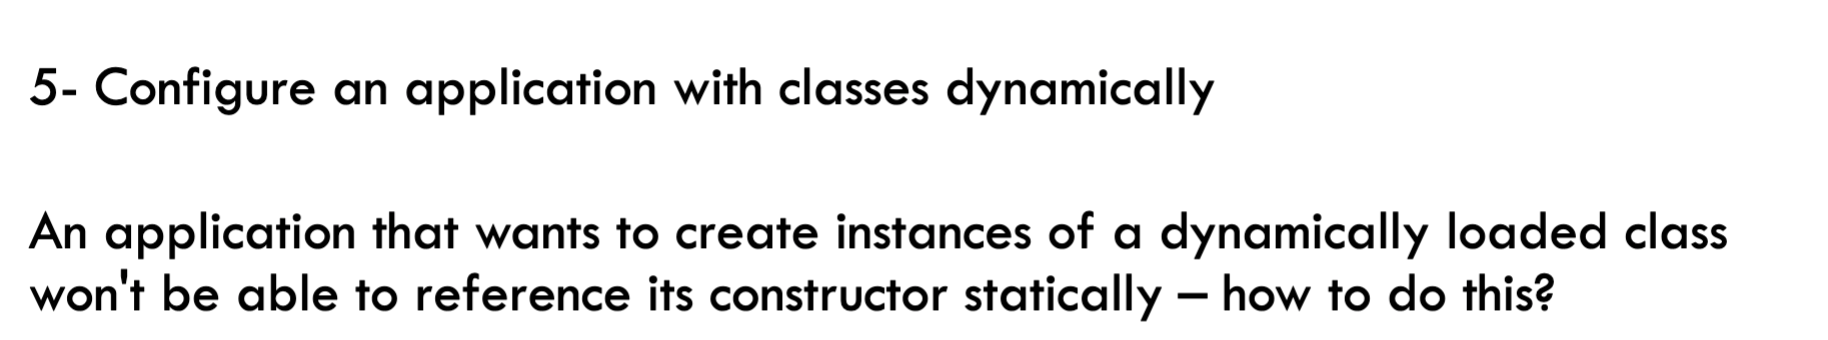 5- Configure an application with classes dynamically
An application that wants to create instances of a dynamically loaded class
won't be able to reference its constructor statically – how to do this?